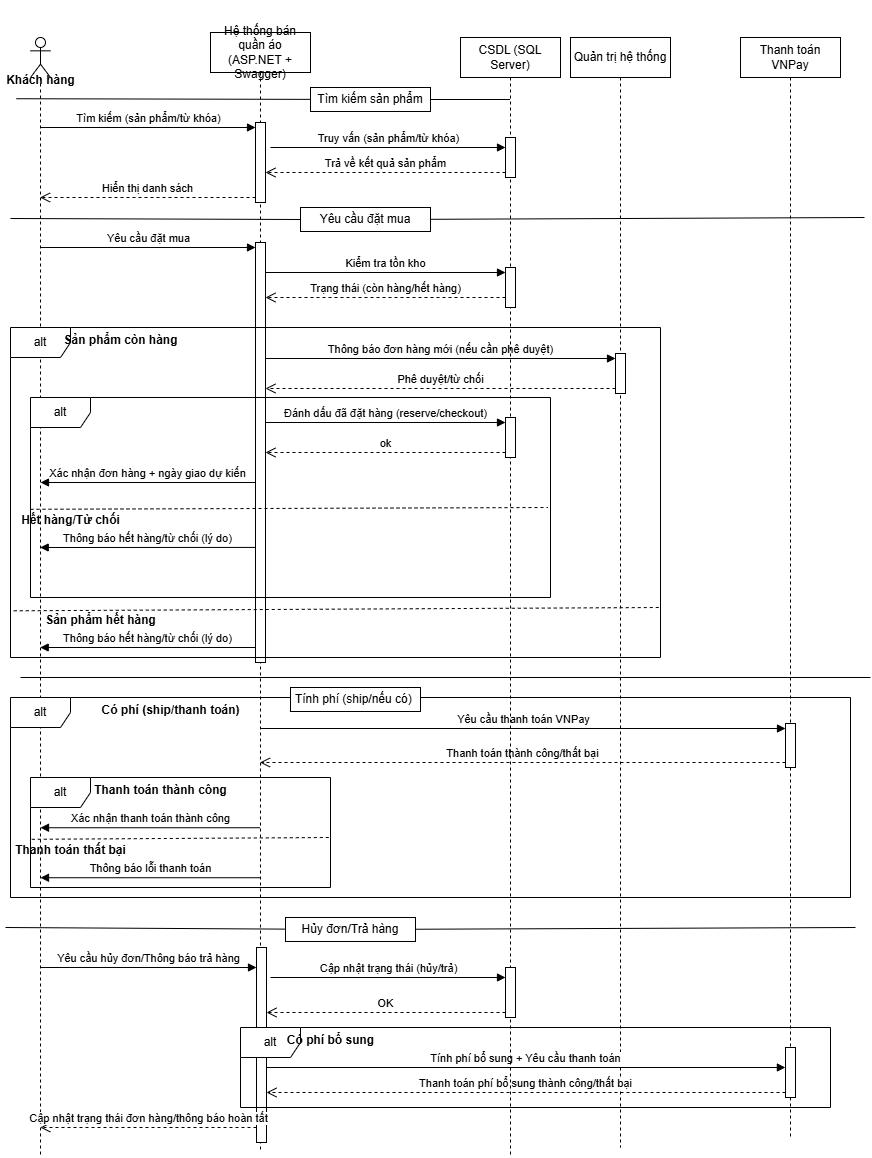 Hệ thống bán
quần áo
(ASP.NET +
Swagger)
CSDL (SQL
Server)
Quản trị hệ thống
Thanh toán
VNPay
Khách hàng
Tìm kiếm sản phẩm
Tìm kiếm (sản phẩm/từ khóa)
Truy vấn (sản phẩm/từ khóa)
Trả về kết quả sản phẩm
Hiển thị danh sách
Yêu cầu đặt mua
Yêu cầu đặt mua
Kiểm tra tồn kho
Trạng thái (còn hàng/hết hàng)
alt
Sản phẩm còn hàng
Thông báo đơn hàng mới (nếu cần phê duyệt)
Phê duyệt/từ chối
alt
Đánh dấu đã đặt hàng (reserve/checkout)
ok
Xác nhận đơn hàng + ngày giao dự kiến
Hết hàng/Từ chối
Thông báo hết hàng/từ chối (lý do)
Sản phẩm hết hàng
Thông báo hết hàng/từ chối (lý do)
Tính phí (ship/nếu có)
alt
Có phí (ship/thanh toán)
Yêu cầu thanh toán VNPay
Thanh toán thành công/thất bại
alt
Thanh toán thành công
Xác nhận thanh toán thành công
Thanh toán thất bại
Thông báo lỗi thanh toán
Hủy đơn/Trả hàng
Yêu cầu hủy đơn/Thông báo trả hàng
Cập nhật trạng thái (hủy/trả)
OK
alt
Có phí bổ sung
Tính phí bổ sung + Yêu cầu thanh toán
Thanh toán phí bổ sung thành công/thất bại
Cập nhật trạng thái đơn hàng/thông báo hoàn tất